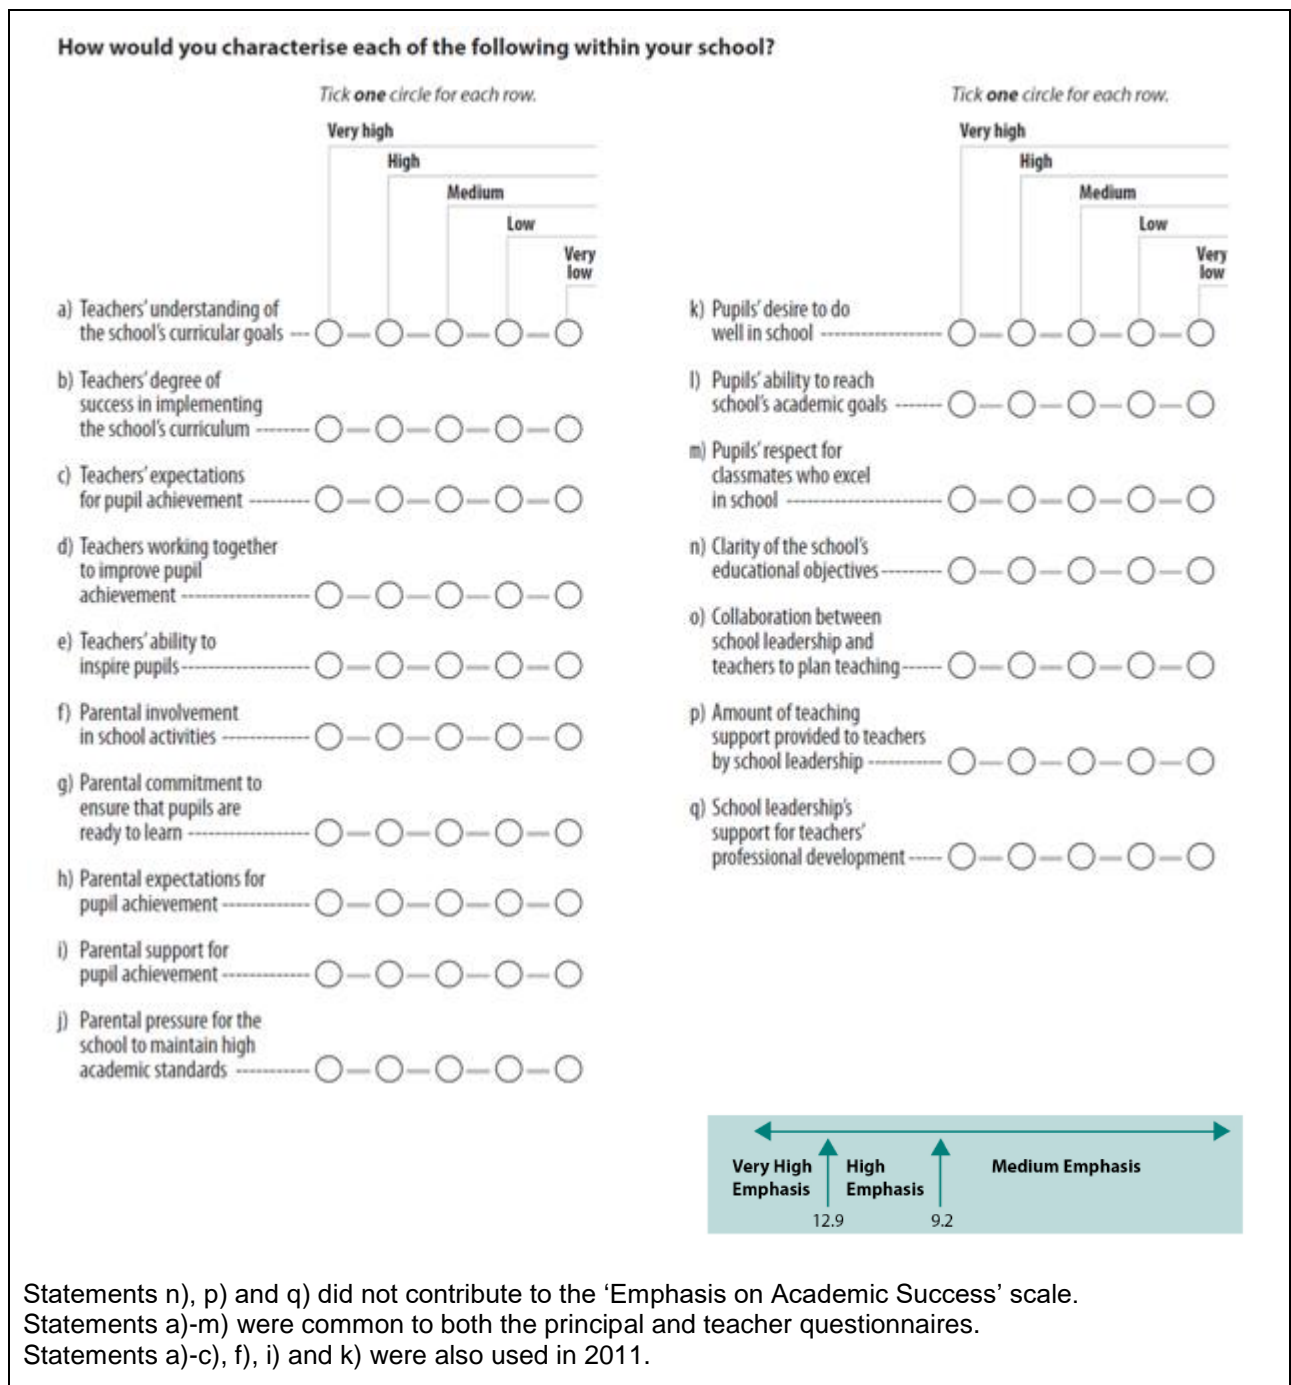 How would you characterise each of the following within your school?
Tick one circle for each row.
Very high
High
Medium
Low
Very
low
a) Teachers' understanding of
the school's curricular goals
b) Teachers' degree of
success in implementing
the school's curriculum
c) Teachers' expectations
for pupil achievement
d) Teachers working together
to improve pupil
achievement
e) Teachers' ability to
inspire pupils
f) Parental involvement
in school activities
g) Parental commitment to
ensure that pupils are
ready to learn
h) Parental expectations for
pupil achievement
i) Parental support for
pupil achievement
j) Parental pressure for the
school to maintain high
academic standards
Tick one circle for each row.
Very high
High
Medium
Low
Very
low
k) Pupils' desire to do
well in school
l) Pupils' ability to reach
school's academic goals
m) Pupils' respect for
classmates who excel
in school
n) Clarity of the school's
educational objectives
o) Collaboration between
school leadership and
teachers to plan teaching
p) Amount of teaching
support provided to teachers
by school leadership
q) School leadership's
support for teachers'
professional development
Very High
Emphasis
High
Emphasis
Medium Emphasis
12.9
9.2
Statements n), p) and q) did not contribute to the ‘Emphasis on Academic Success’ scale.
Statements a)-m) were common to both the principal and teacher questionnaires.
Statements a)-c), f), i) and k) were also used in 2011.